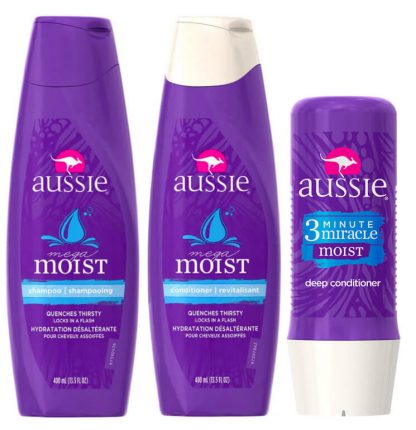 aussie
mega
MOIST
shampoo | shampooing
QUENCHES THIRSTY
LOCKS IN A FLASH
HYDRATATION DÉSALTÉRANTE
POUR CHEVEUX ASSOIFFÉS
400 mL (13.5 FL OZ)
aussie
mega
MOIST
conditioner | revitalisant
QUENCHES THIRSTY
LOCKS IN A FLASH
HYDRATATION DÉSALTÉRANTE
POUR CHEVEUX ASSOIFFÉS
400 mL (13.5 FL OZ)
aussie®
3 MINUTE
miracle
MOIST
deep conditioner